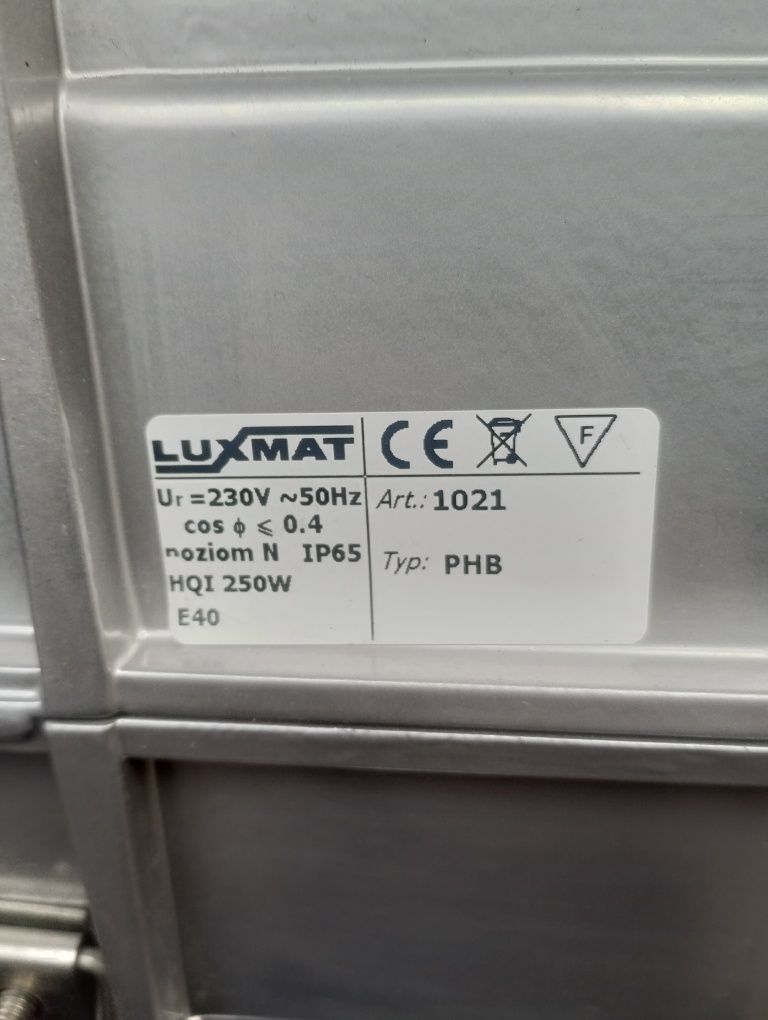 LUXMAT CE F
Ur =230V ~50Hz
cos ϕ ⩽ 0.4
poziom N IP65
HQI 250W
E40
Art.: 1021
Typ: PHB